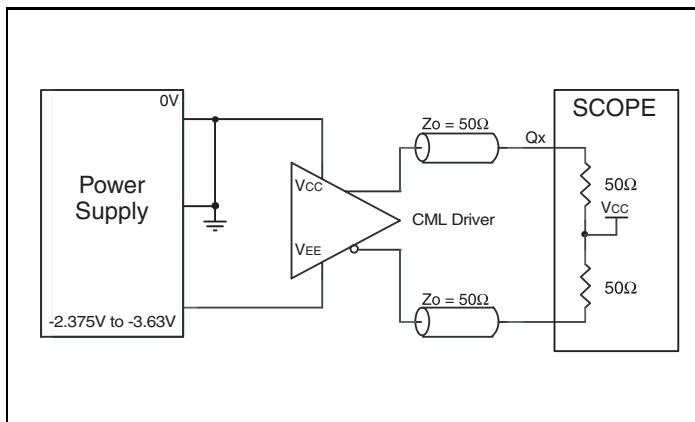 0V
Power
Supply
-2.375V to -3.63V
VCC
VEE
CML Driver
Zo = 50Ω
Qx
Zo = 50Ω
SCOPE
50Ω
VCC
50Ω